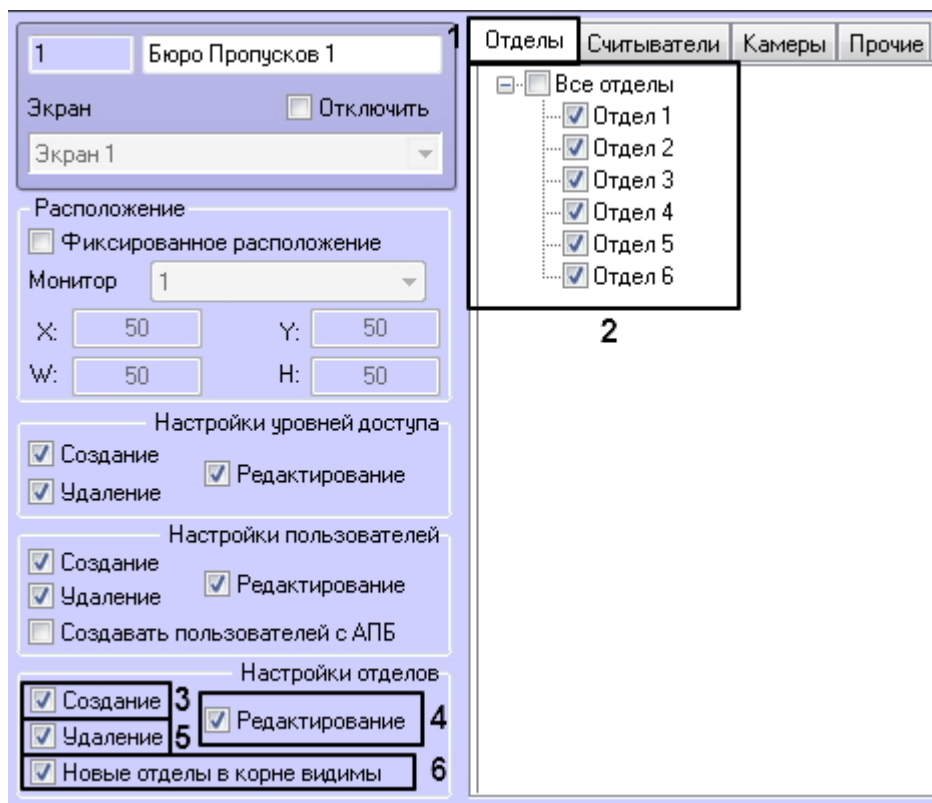 1 Бюро Пропусков 1
Экран Отключить
Экран 1
Расположение
Фиксированное расположение
Монитор 1
X: 50 Y: 50
W: 50 H: 50
Настройки уровней доступа
Создание
Редактирование
Удаление
Настройки пользователей
Создание
Редактирование
Удаление
Создавать пользователей с АПБ
Настройки отделов
Создание 3
Редактирование 4
Удаление 5
Новые отделы в корне видимы 6
1 Отделы Считыватели Камеры Прочие
Все отделы
Отдел 1
Отдел 2
Отдел 3
Отдел 4
Отдел 5
Отдел 6
2